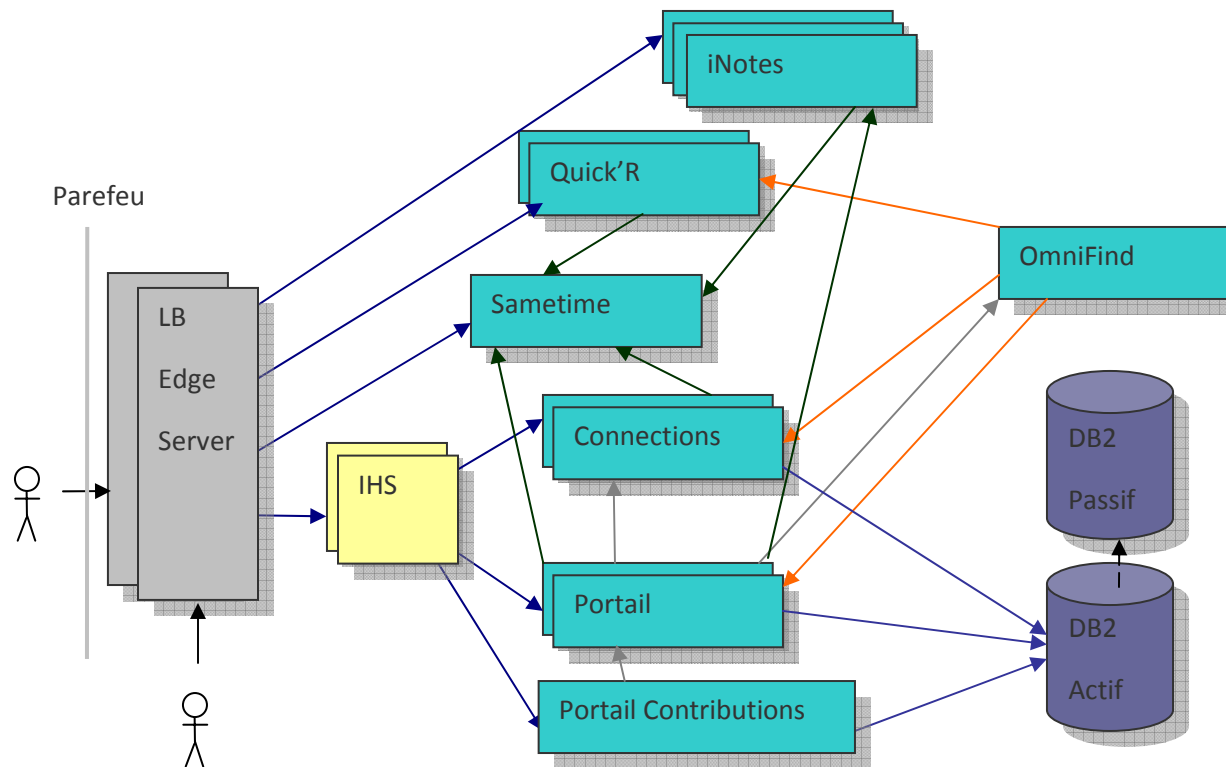 iNotes
Quick’R
Parefeu
OmniFind
LB
Edge
Server
Sametime
Connections
DB2
Passif
IHS
Portail
DB2
Actif
Portail Contributions